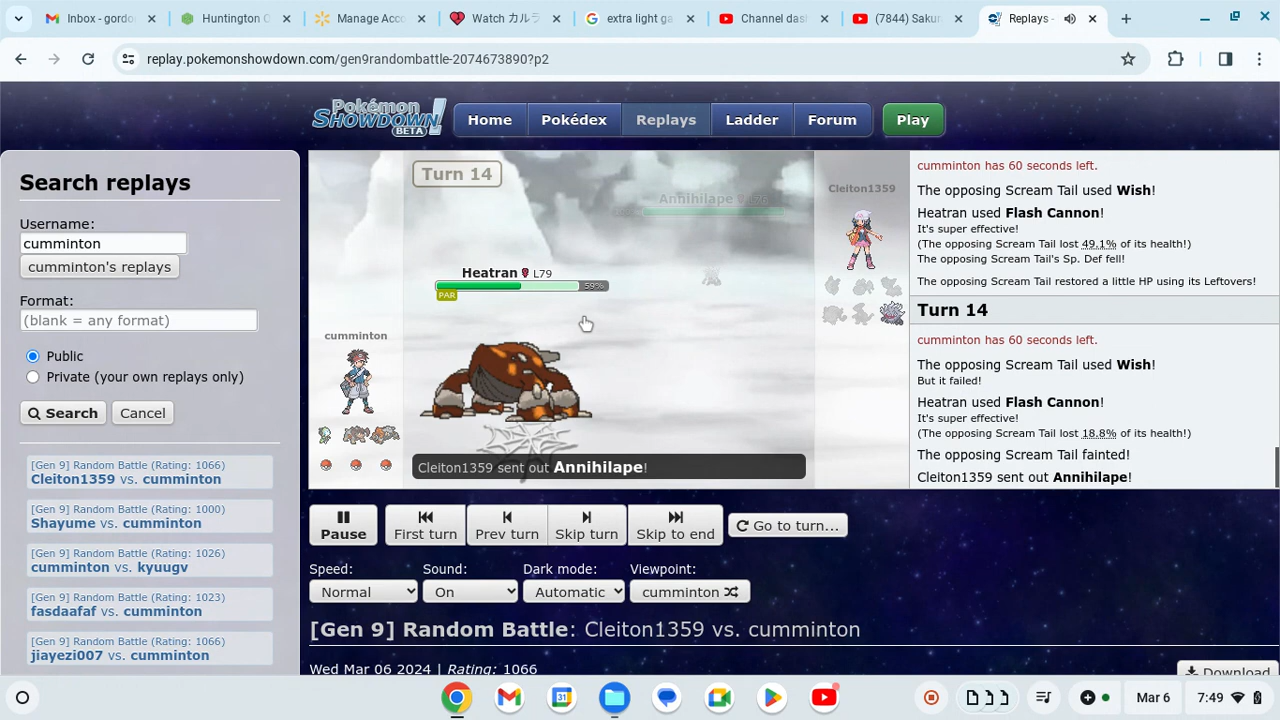 Inbox - gordo
Huntington O
Manage Acco
Watch カルラ
extra light ga
Channel dash
(7844) Sakur
Replays -
replay.pokemonshowdown.com/gen9randombattle-2074673890?p2
Pokémon
SHOWDOWN!
BETA
Home
Pokédex
Replays
Ladder
Forum
Play
Search replays
Username:
cumminton
cumminton's replays
Format:
(blank = any format)
Public
Private (your own replays only)
Search
Cancel
[Gen 9] Random Battle (Rating: 1066)
Cleiton1359 vs. cumminton
[Gen 9] Random Battle (Rating: 1000)
Shayume vs. cumminton
[Gen 9] Random Battle (Rating: 1026)
cumminton vs. kyuugv
[Gen 9] Random Battle (Rating: 1023)
fasdaafaf vs. cumminton
[Gen 9] Random Battle (Rating: 1066)
jiayezi007 vs. cumminton
Turn 14
Annihilape L76
Cleiton1359
Heatran L79
59%
PAR
cumminton
Cleiton1359 sent out Annihilape!
cumminton has 60 seconds left.
The opposing Scream Tail used Wish!
Heatran used Flash Cannon!
It's super effective!
(The opposing Scream Tail lost 49.1% of its health!)
The opposing Scream Tail's Sp. Def fell!
The opposing Scream Tail restored a little HP using its Leftovers!
Turn 14
cumminton has 60 seconds left.
The opposing Scream Tail used Wish!
But it failed!
Heatran used Flash Cannon!
It's super effective!
(The opposing Scream Tail lost 18.8% of its health!)
The opposing Scream Tail fainted!
Cleiton1359 sent out Annihilape!
Pause
First turn
Prev turn
Skip turn
Skip to end
Go to turn...
Speed:
Sound:
Dark mode:
Viewpoint:
Normal
On
Automatic
cumminton
[Gen 9] Random Battle: Cleiton1359 vs. cumminton
Wed Mar 06 2024 | Rating: 1066
Download
31
Mar 6
7:49